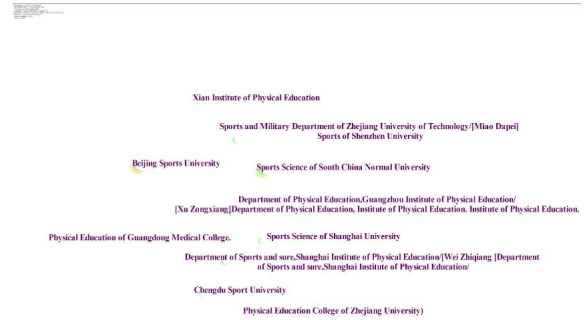 Xian Institute of Physical Education
Sports and Military Department of Zhejiang University of Technology/[Miao Dapei]
Sports of Shenzhen University
Beijing Sports University
Sports Science of South China Normal University
Department of Physical Education,Guangzhou Institute of Physical Education/
[Xu Zongxiang]Department of Physical Education. Institute of Physical Education. Institute of Physical Education.
Physical Education of Guangdong Medical College.
Sports Science of Shanghai University
Department of Sports and sure,Shanghai Institute of Physical Education/[Wei Zhiqiang ]Department
of Sports and sure,Shanghai Institute of Physical Education/
Chengdu Sport University
Physical Education College of Zhejiang University)